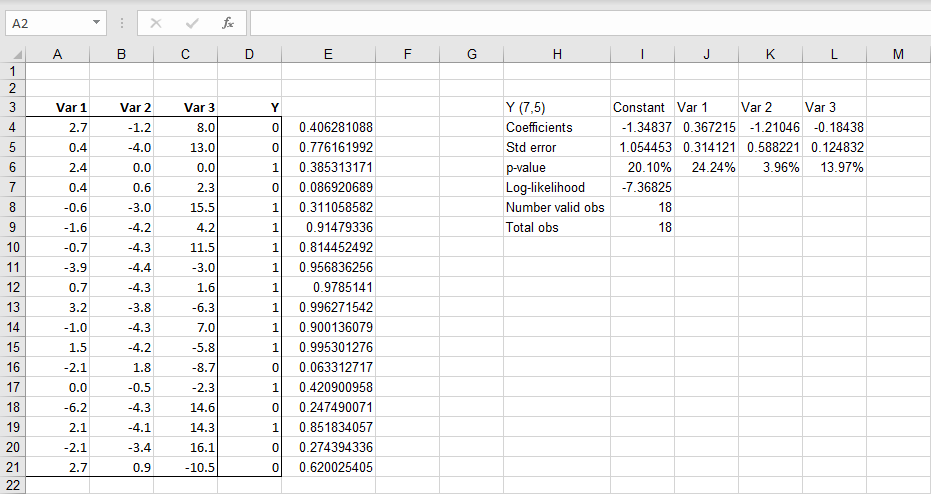 A2 fx
A B C D E F G H I J K L M
1
2
3 Var 1 Var 2 Var 3 Y Y (7,5) Constant Var 1 Var 2 Var 3
4 2.7 -1.2 8.0 0 0.406281088 Coefficients -1.34837 0.367215 -1.21046 -0.18438
5 0.4 -4.0 13.0 0 0.776161992 Std error 1.054453 0.314121 0.588221 0.124832
6 2.4 0.0 0.0 1 0.385313171 p-value 20.10% 24.24% 3.96% 13.97%
7 0.4 0.6 2.3 0 0.086920689 Log-likelihood -7.36825
8 -0.6 -3.0 15.5 1 0.311058582 Number valid obs 18
9 -1.6 -4.2 4.2 1 0.91479336 Total obs 18
10 -0.7 -4.3 11.5 1 0.814452492
11 -3.9 -4.4 -3.0 1 0.956836256
12 0.7 -4.3 1.6 1 0.9785141
13 3.2 -3.8 -6.3 1 0.996271542
14 -1.0 -4.3 7.0 1 0.900136079
15 1.5 -4.2 -5.8 1 0.995301276
16 -2.1 1.8 -8.7 0 0.063312717
17 0.0 -0.5 -2.3 1 0.420900958
18 -6.2 -4.3 14.6 0 0.247490071
19 2.1 -4.1 14.3 1 0.851834057
20 -2.1 -3.4 16.1 0 0.274394336
21 2.7 0.9 -10.5 0 0.620025405
22